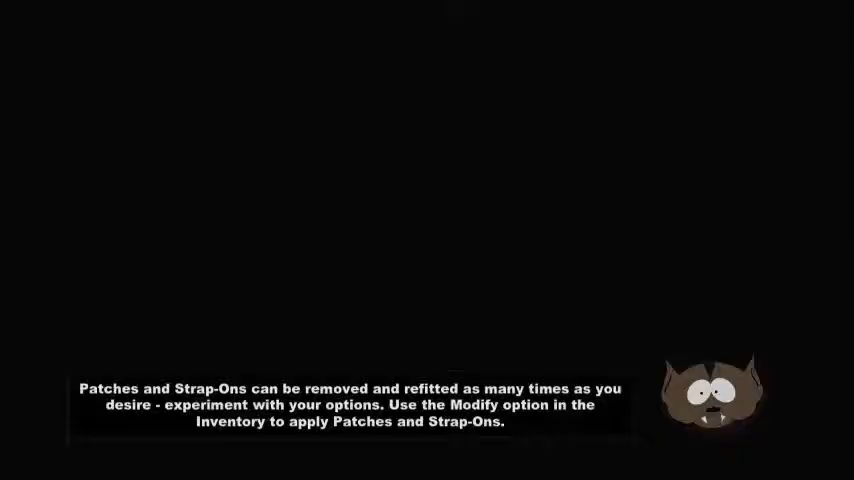 Patches and Strap-Ons can be removed and refitted as many times as you
desire - experiment with your options. Use the Modify option in the
Inventory to apply Patches and Strap-Ons.